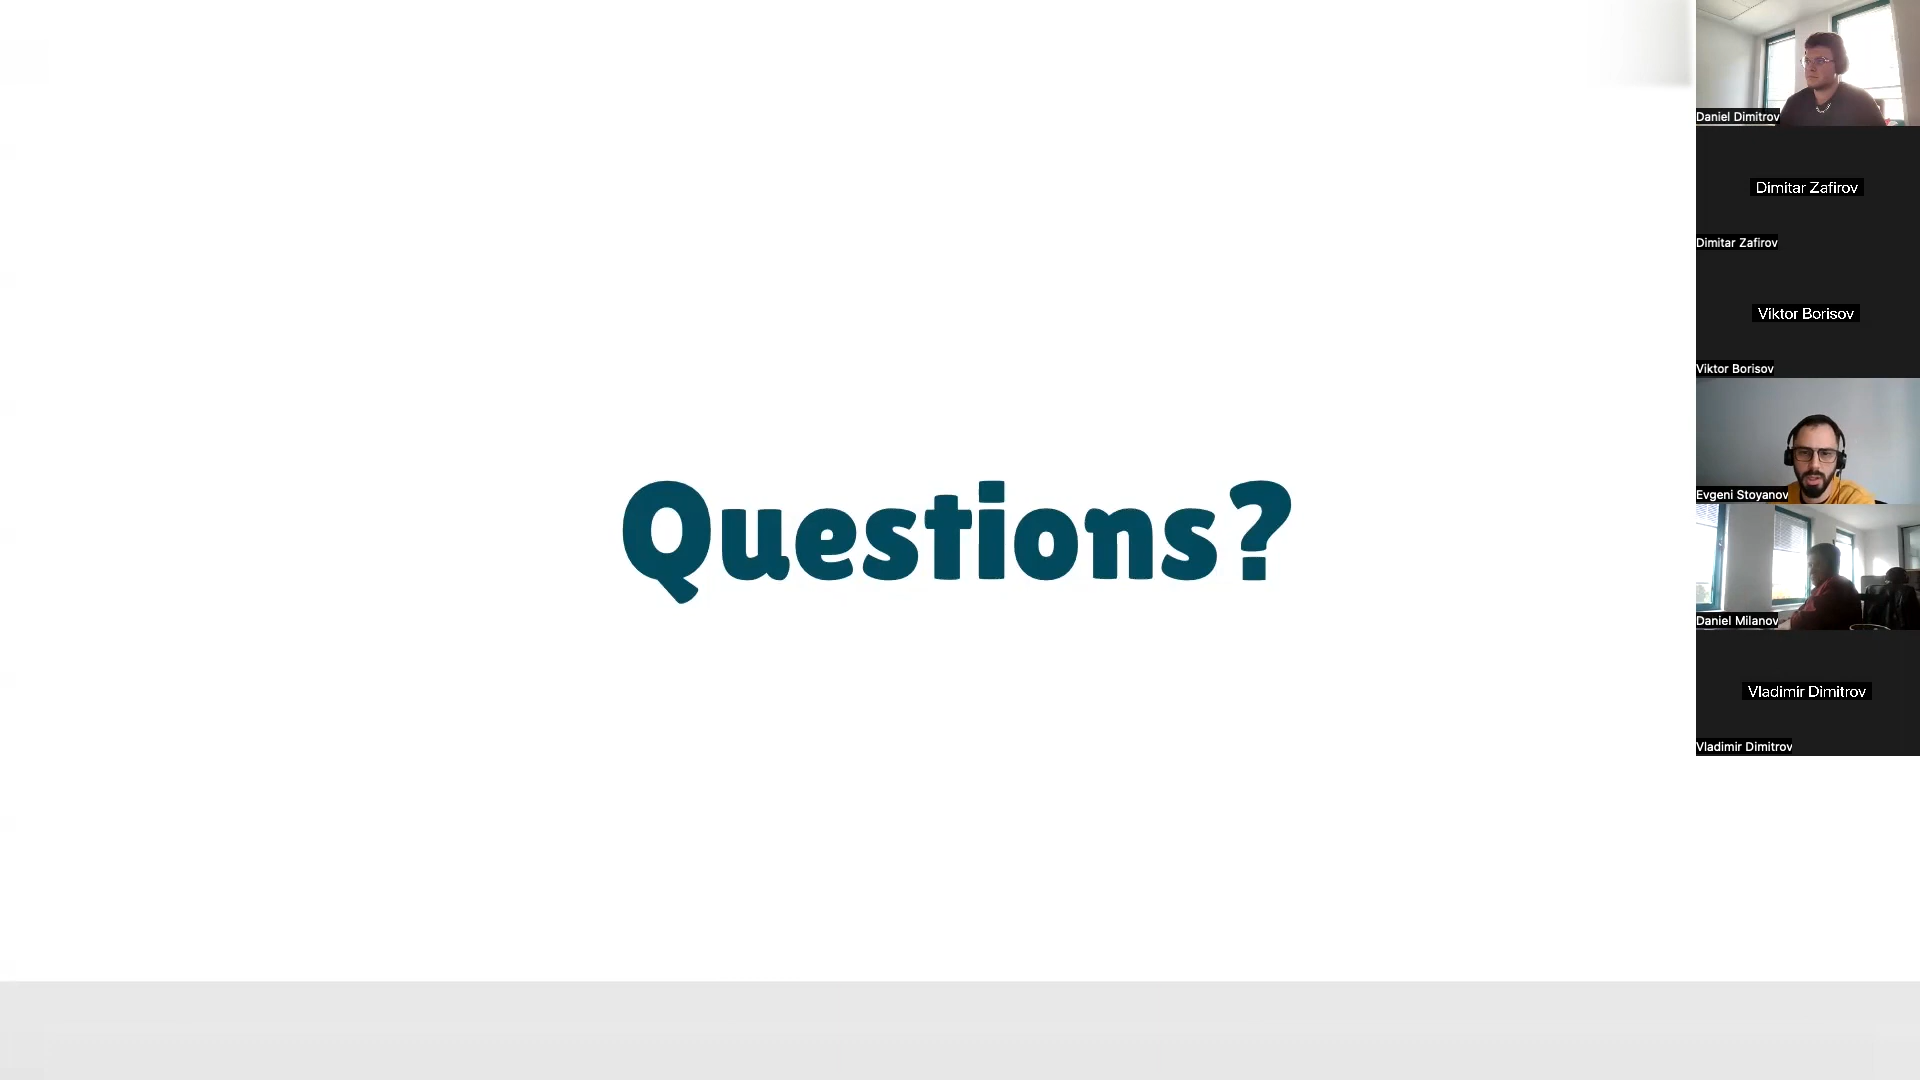 Questions?
Daniel Dimitrov
Dimitar Zafirov
Dimitar Zafirov
Viktor Borisov
Viktor Borisov
Evgeni Stoyanov
Daniel Milanov
Vladimir Dimitrov
Vladimir Dimitrov